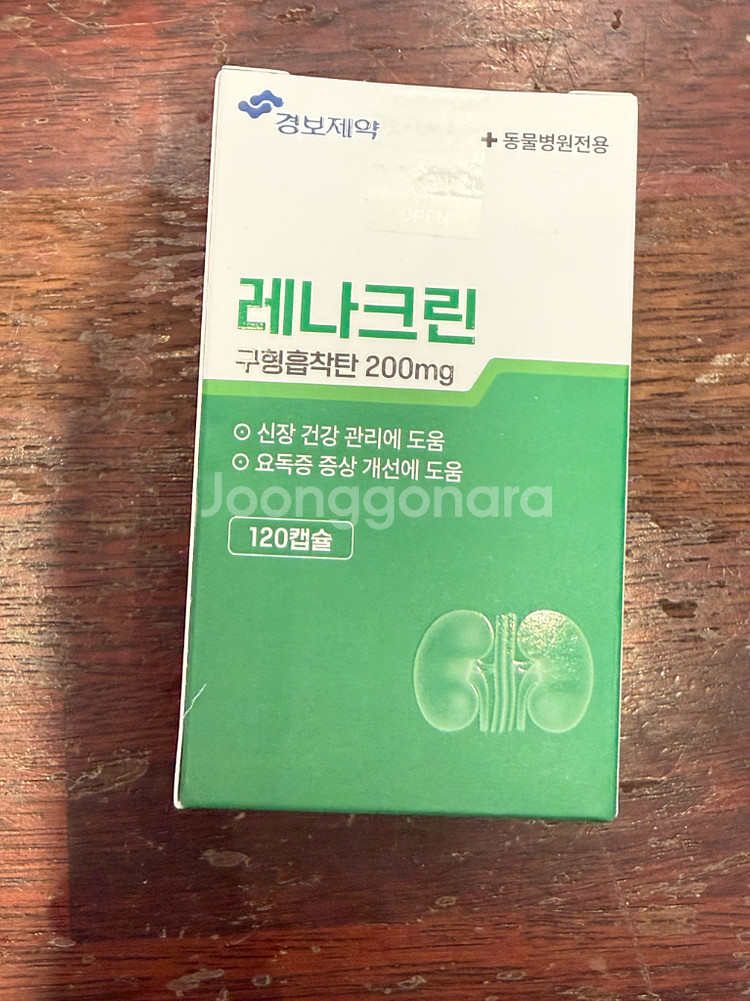 경보제약
+ 동물병원전용
OPEN
레나크린
구형흡착탄 200mg
신장 건강 관리에 도움
요독증 증상 개선에 도움
Joonggonara
120캡슐